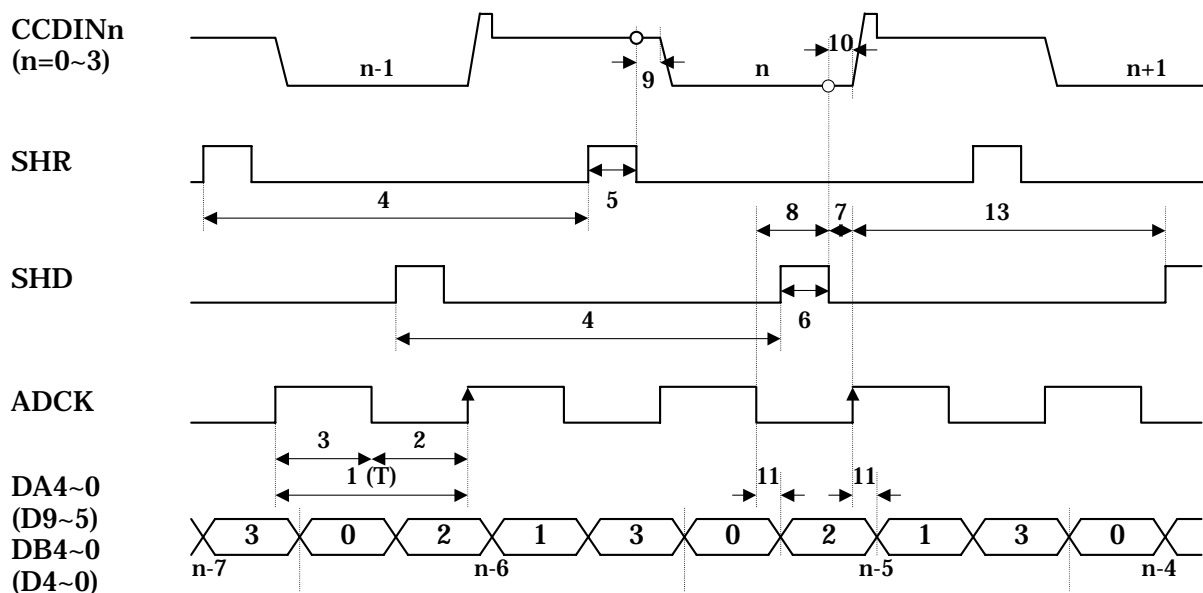 CCDINn
(n=0~3)
n-1
9
n
10
n+1
SHR
4
5
8
7
13
SHD
4
6
ADCK
3
2
1 (T)
11
11
DA4~0
(D9~5)
DB4~0
(D4~0)
3
0
2
1
3
0
2
1
3
0
n-7
n-6
n-5
n-4